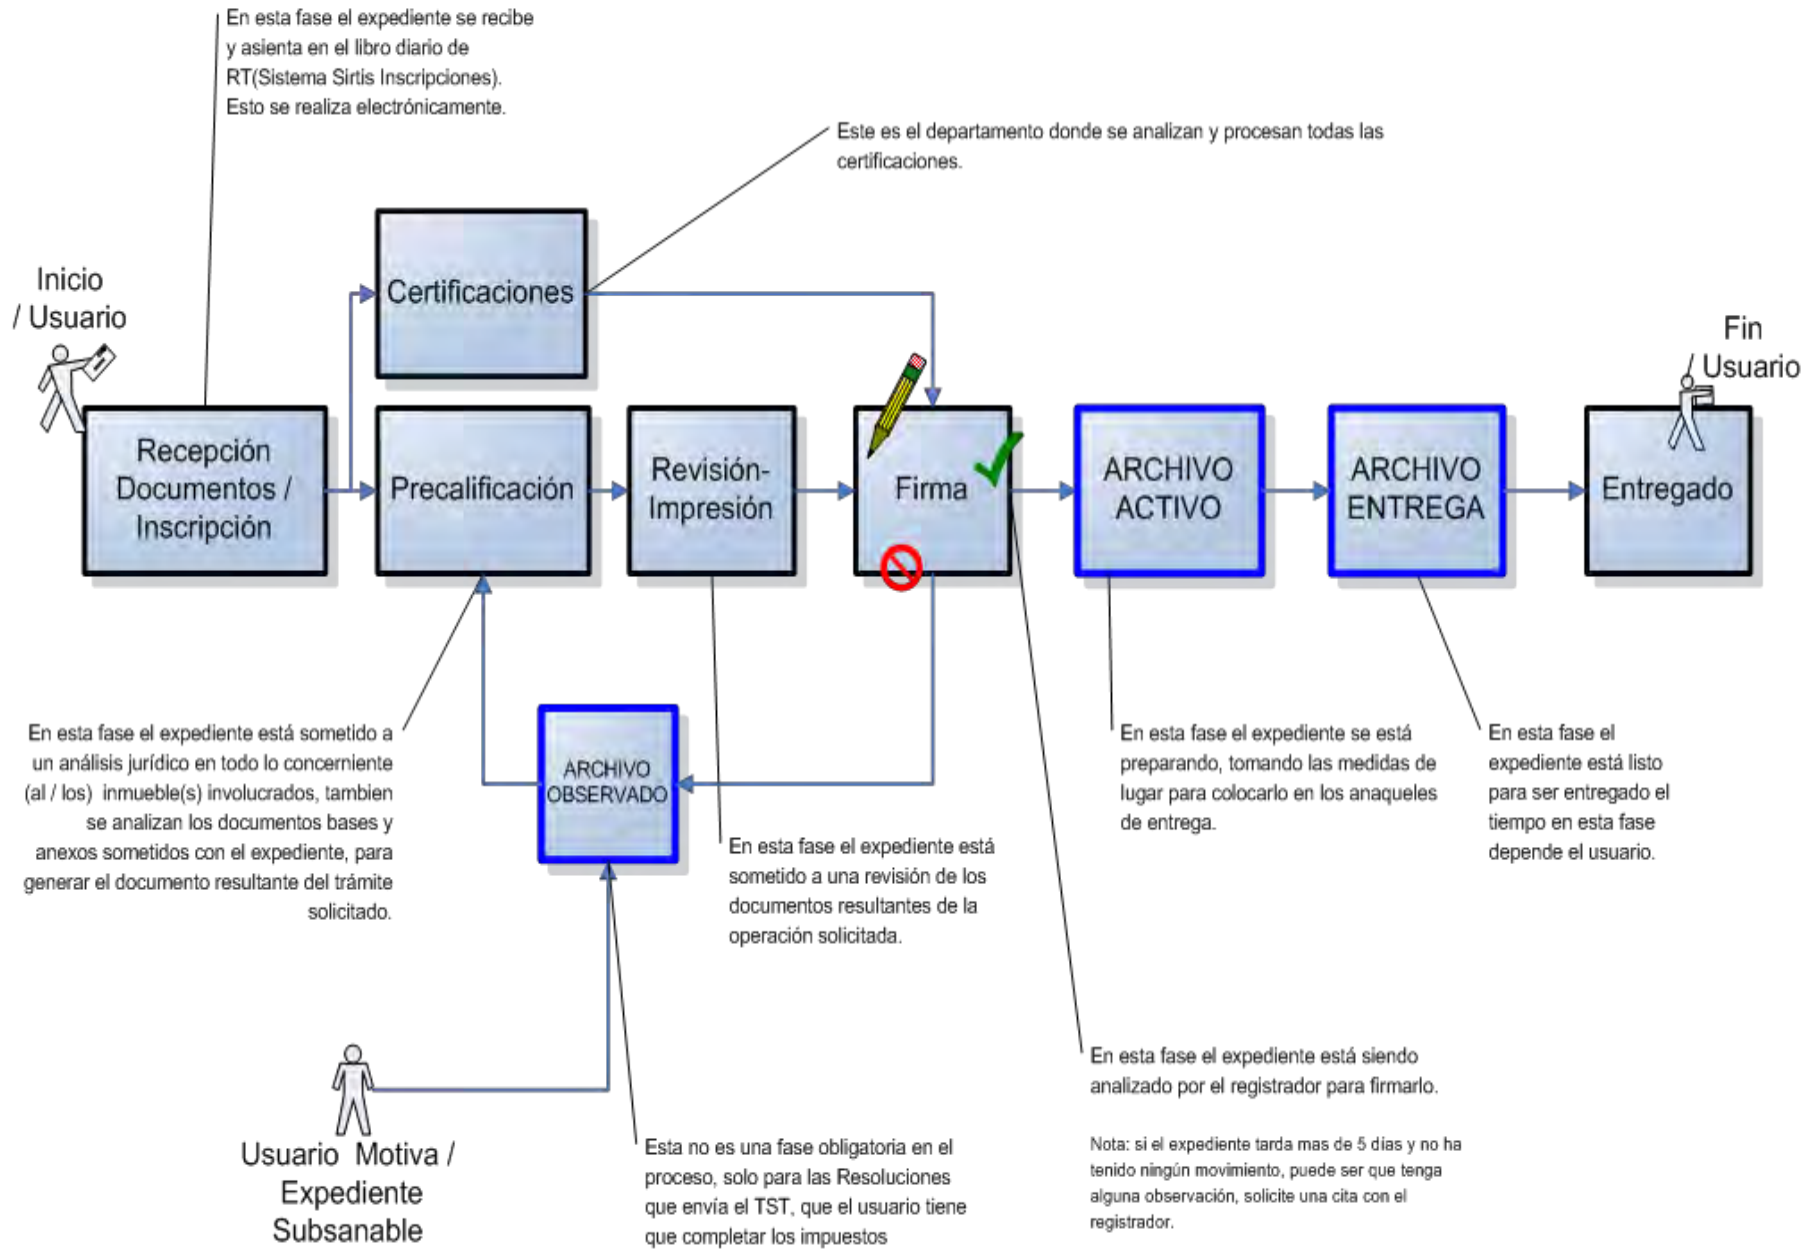 En esta fase el expediente se recibe
y asienta en el libro diario de
RT(Sistema Sirtis Inscripciones).
Esto se realiza electrónicamente.
Este es el departamento donde se analizan y procesan todas las
certificaciones.
Inicio
/ Usuario
Certificaciones
Fin
/ Usuario
Recepción
Documentos /
Inscripción
Precalificación
Revisión-
Impresión
Firma
ARCHIVO
ACTIVO
ARCHIVO
ENTREGA
Entregado
En esta fase el expediente está sometido a
un análisis jurídico en todo lo concerniente
(al / los) inmueble(s) involucrados, tambien
se analizan los documentos bases y
anexos sometidos con el expediente, para
generar el documento resultante del trámite
solicitado.
ARCHIVO
OBSERVADO
En esta fase el expediente está
sometido a una revisión de los
documentos resultantes de la
operación solicitada.
En esta fase el expediente se está
preparando, tomando las medidas de
lugar para colocarlo en los anaqueles
de entrega.
En esta fase el
expediente está listo
para ser entregado el
tiempo en esta fase
depende el usuario.
Usuario Motiva /
Expediente
Subsanable
Esta no es una fase obligatoria en el
proceso, solo para las Resoluciones
que envía el TST, que el usuario tiene
que completar los impuestos
En esta fase el expediente está siendo
analizado por el registrador para firmarlo.
Nota: si el expediente tarda mas de 5 días y no ha
tenido ningún movimiento, puede ser que tenga
alguna observación, solicite una cita con el
registrador.